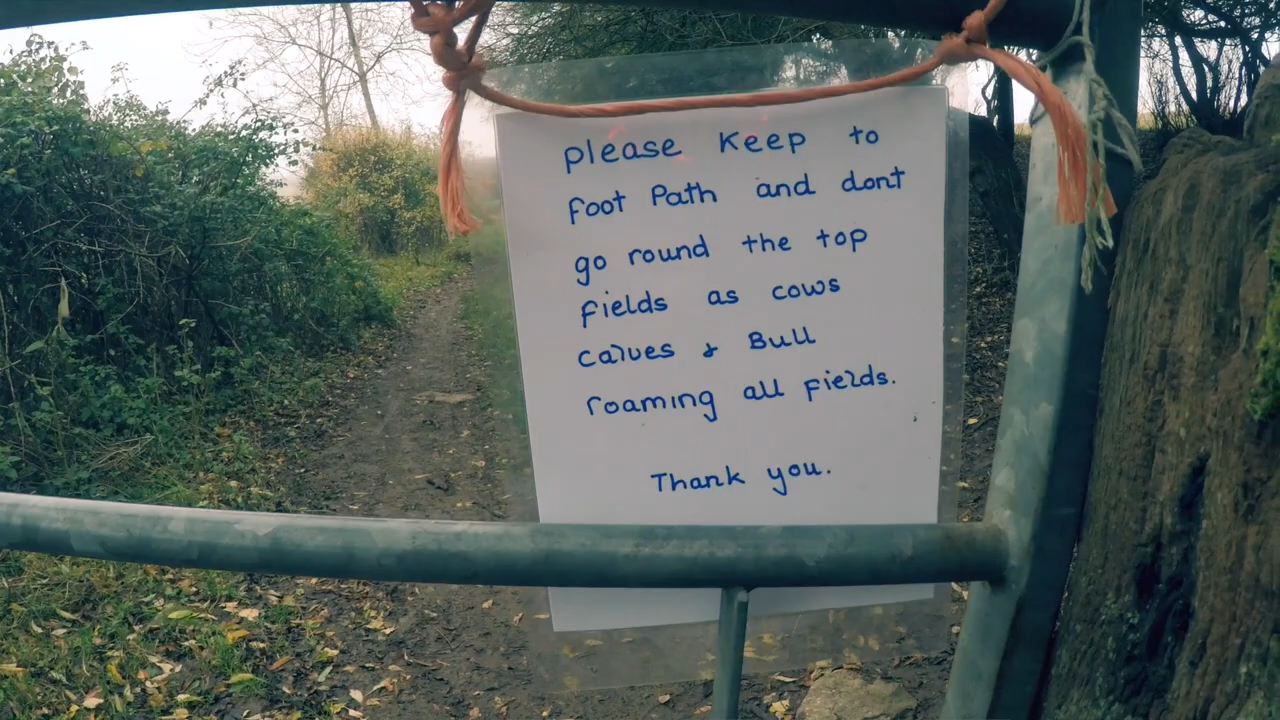 please Keep to
foot Path and dont
go round the top
fields as cows
calves & Bull
roaming all fields.
Thank you.